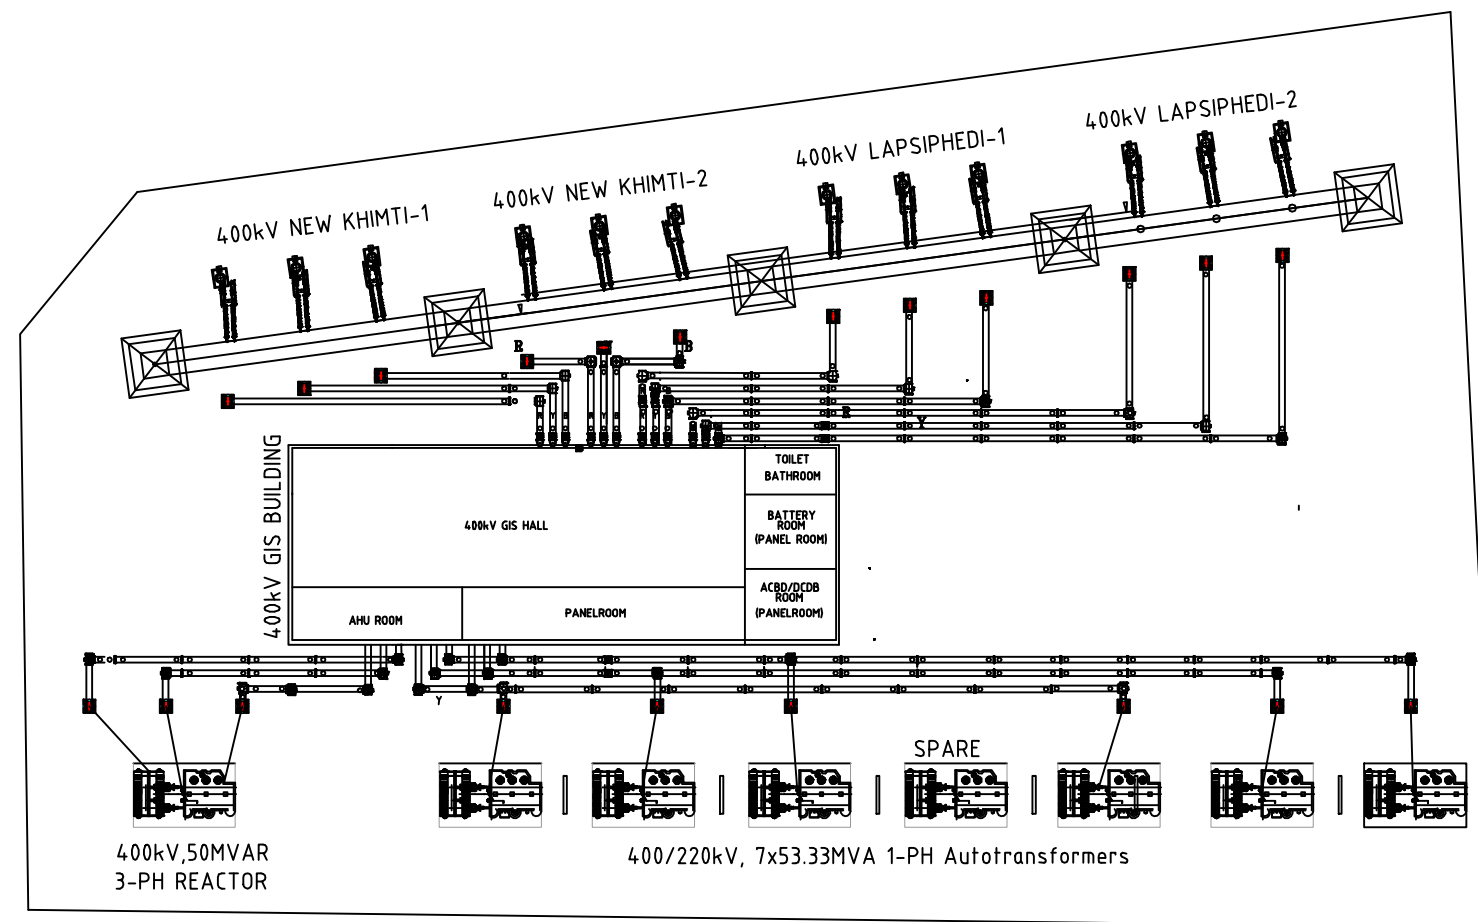 400kV LAPSIPHEDI-2
400kV LAPSIPHEDI-1
400kV NEW KHIMTI-2
400kV NEW KHIMTI-1
R
B
R
Y
400kV GIS BUILDING
TOILET
BATHROOM
400kV GIS HALL
BATTERY
ROOM
(PANEL ROOM)
ACBD/DCDB
ROOM
(PANELROOM)
AHU ROOM
PANELROOM
Y
SPARE
400kV,50MVAR
3-PH REACTOR
400/220kV, 7x53.33MVA 1-PH Autotransformers